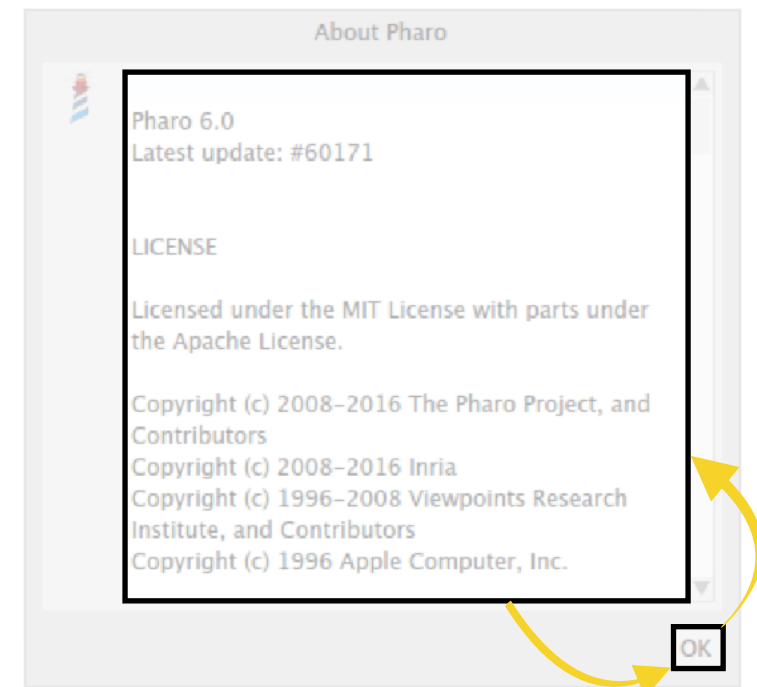 About Pharo
Pharo 6.0
Latest update: #60171
LICENSE
Licensed under the MIT License with parts under
the Apache License.
Copyright (c) 2008–2016 The Pharo Project, and
Contributors
Copyright (c) 2008–2016 Inria
Copyright (c) 1996–2008 Viewpoints Research
Institute, and Contributors
Copyright (c) 1996 Apple Computer, Inc.
OK